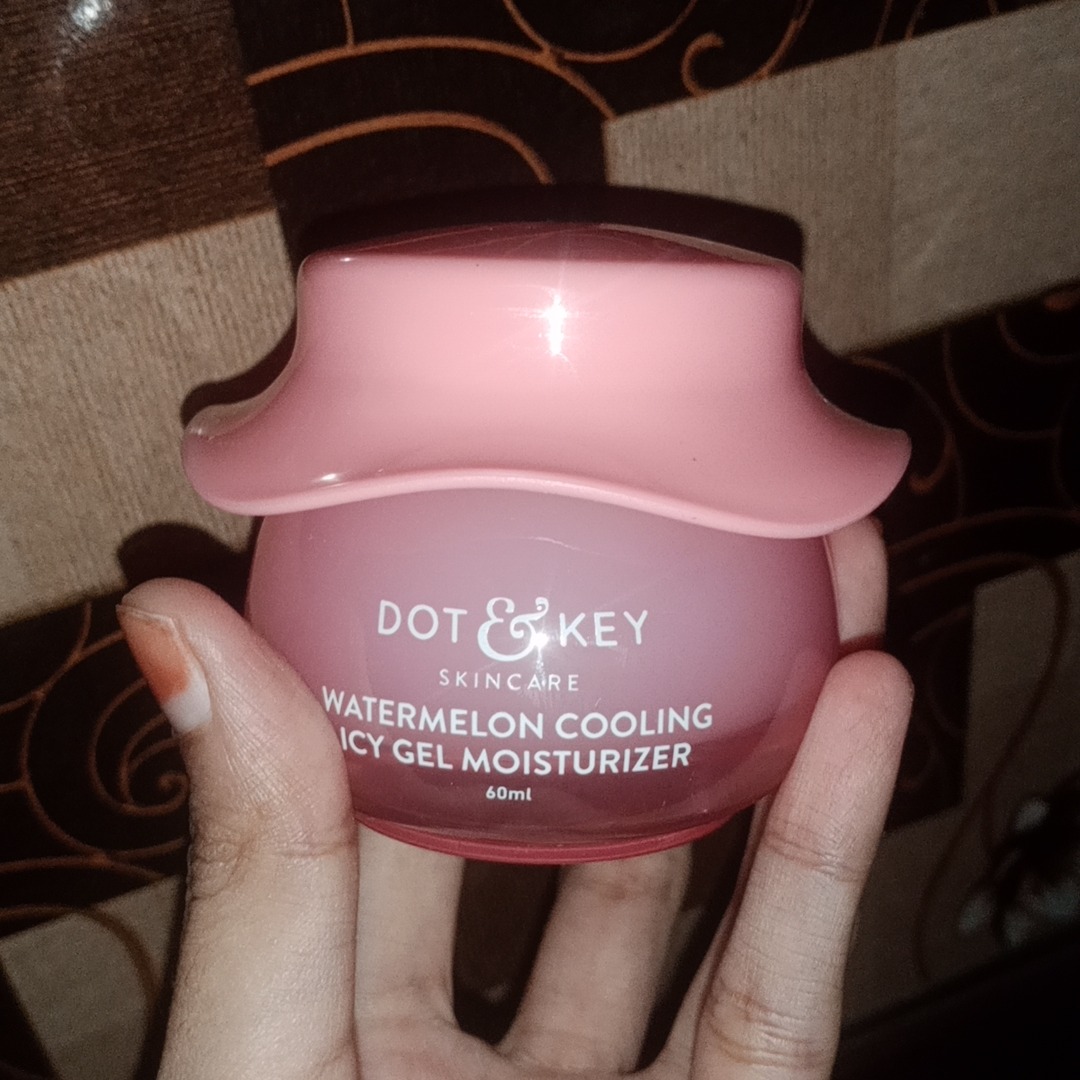 DOT & KEY
SKINCARE
WATERMELON COOLING
ICY GEL MOISTURIZER
60ml